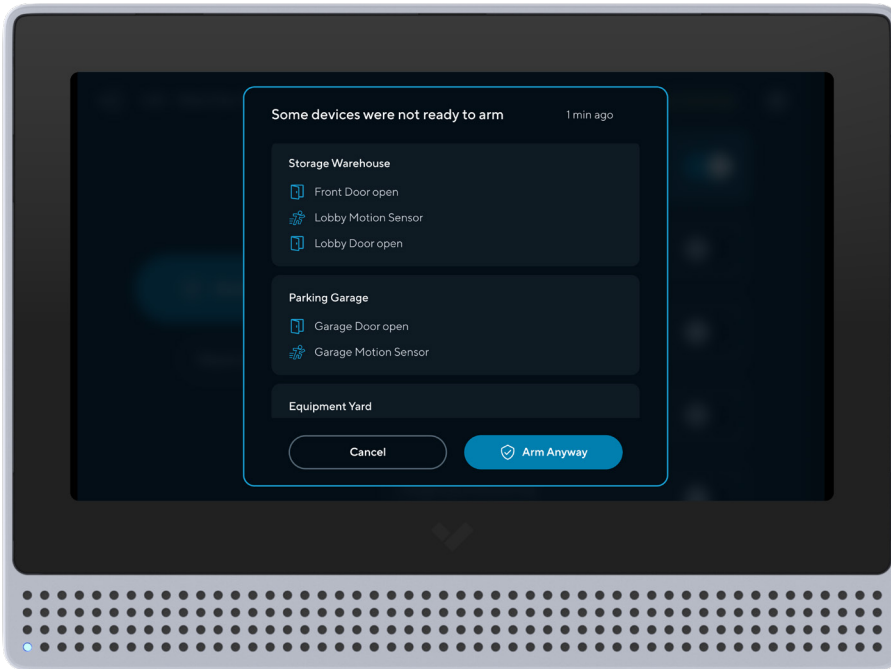 Some devices were not ready to arm
1 min ago
Storage Warehouse
Front Door open
Lobby Motion Sensor
Lobby Door open
Parking Garage
Garage Door open
Garage Motion Sensor
Equipment Yard
Cancel
Arm Anyway